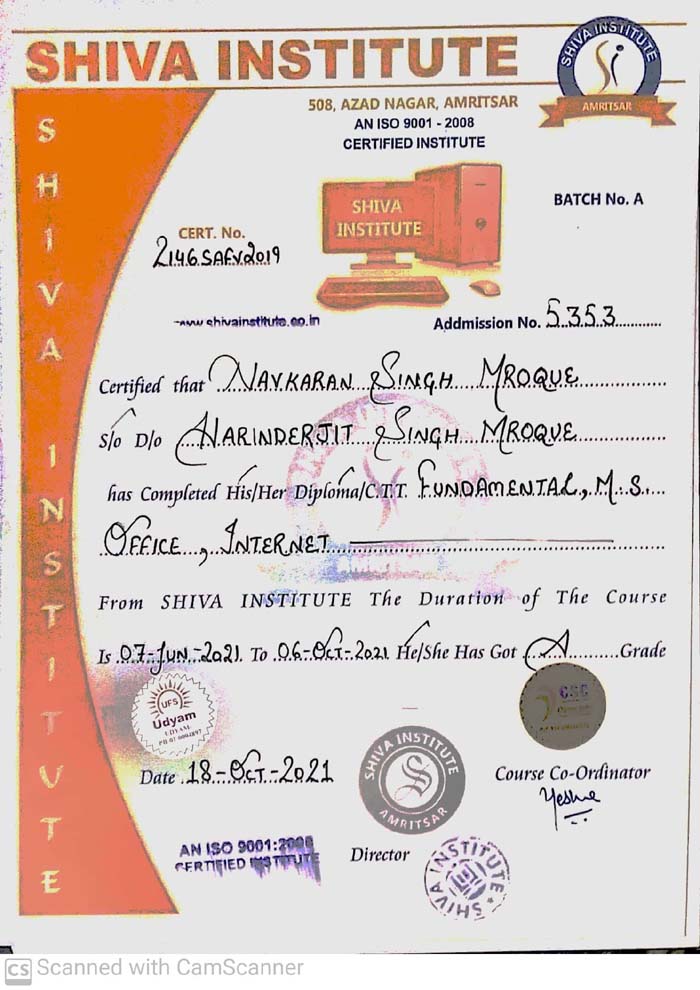 SHIVA INSTITUTE
SHIVA INSTITUTE
AMRITSAR
508, AZAD NAGAR, AMRITSAR
AN ISO 9001 - 2008
CERTIFIED INSTITUTE
SHIVA INSTITUTE
SHIVA
INSTITUTE
BATCH No. A
CERT. No.
www.shivainstitute.co.in
Addmission No. 5353
Certified that NAVKARAN SINGH MROQUE
S/o D/o HARINDERJIT SINGH MROQUE
has Completed His/Her Diploma/C.T.T. FUNDAMENTAL, M.S.
OFFICE, INTERNET
From SHIVA INSTITUTE The Duration of The Course
Is 07-JUN-2021 To 06-OCT-2021 He/She Has Got A Grade
UFS
Udyam
UDYAM
CSC
Date 18-OCT-2021
SHIVA INSTITUTE
AMRITSAR
Course Co-Ordinator
AN ISO 9001:2008
CERTIFIED INSTITUTE
Director
SHIVA INSTITUTE
CS Scanned with CamScanner